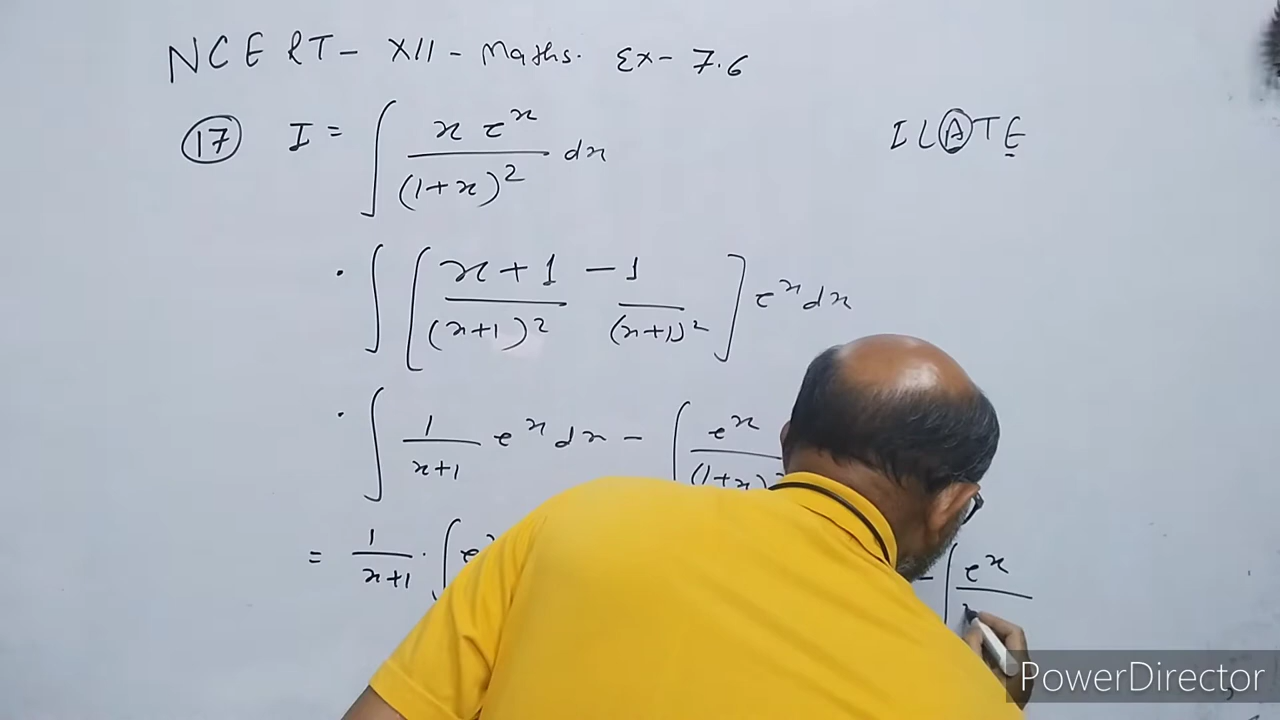 NCERT - XII - Maths. Ex - 7.6
17 I = ∫ x e^x / (1+x)^2 dx
ILATE
· ∫ [ x+1 / (x+1)^2 - 1 / (x+1)^2 ] e^x dx
· ∫ 1/(x+1) e^x dx - ∫ e^x / (1+x)
= 1/(x+1) · ∫ e - ∫ e^x
PowerDirector